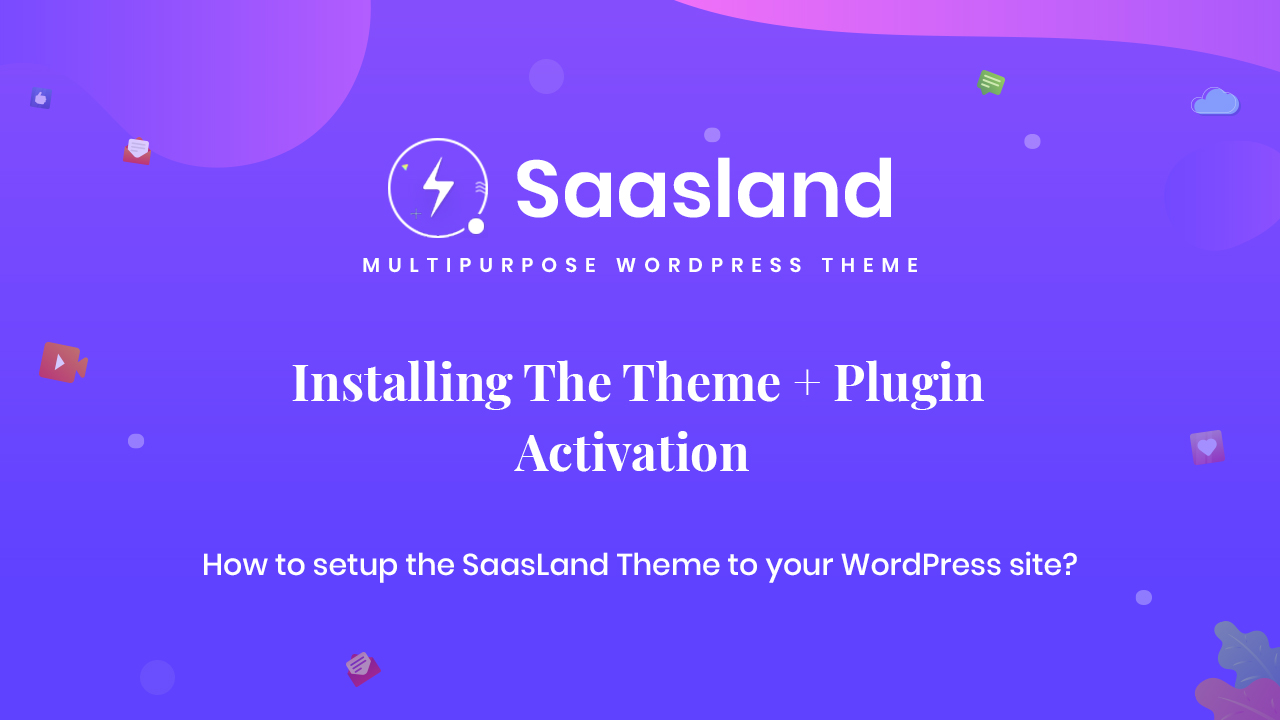 Saasland
MULTIPURPOSE WORDPRESS THEME
Installing The Theme + Plugin
Activation
How to setup the SaasLand Theme to your WordPress site?